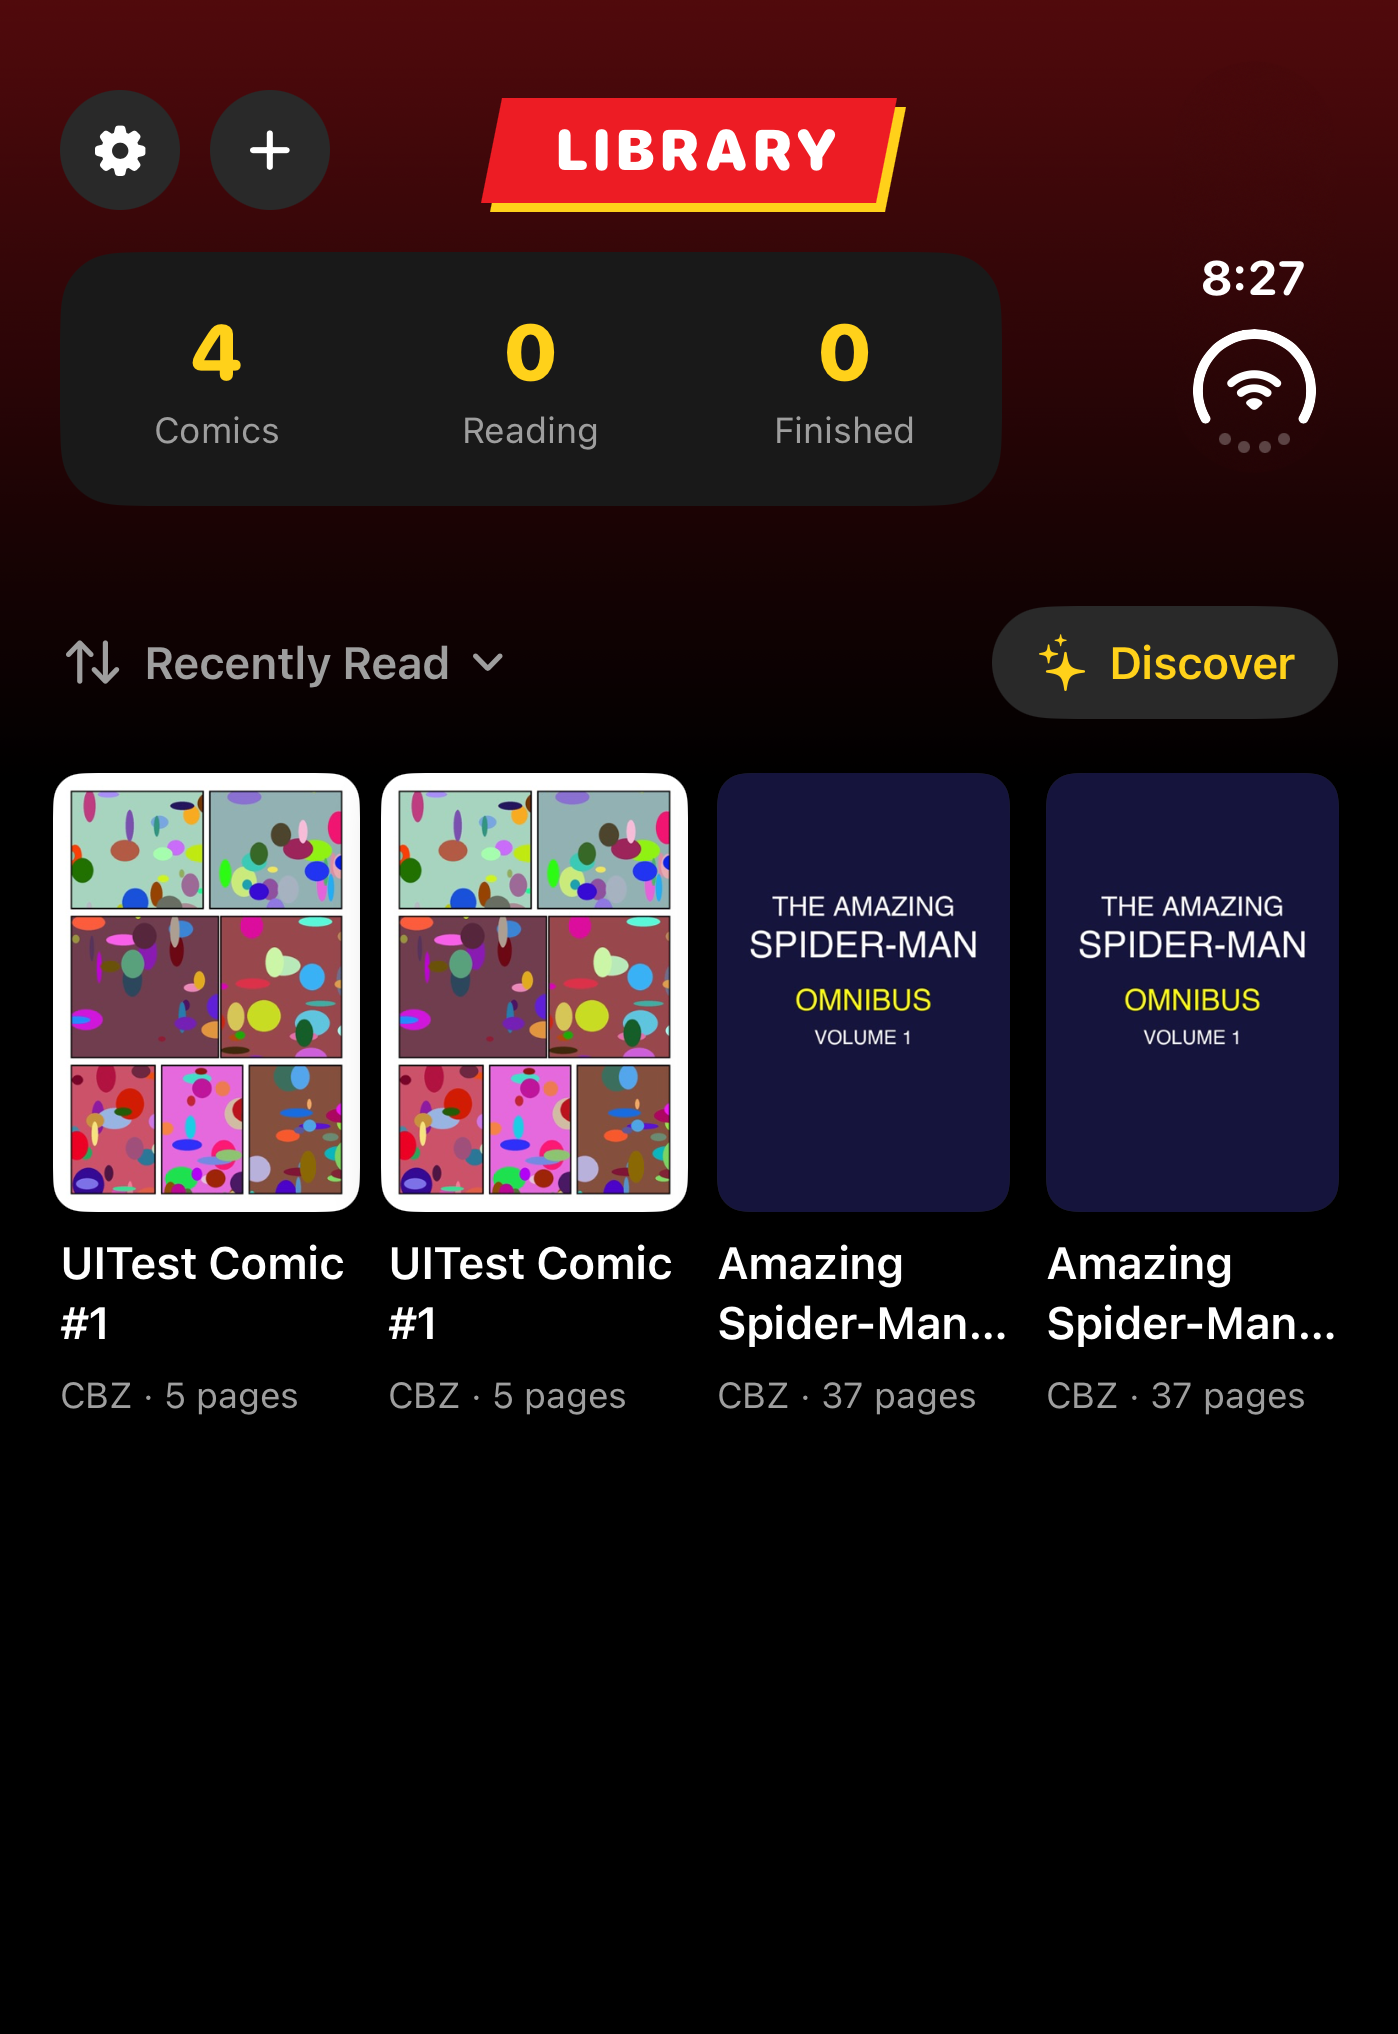 LIBRARY
8:27
4
0
0
Comics
Reading
Finished
Recently Read
Discover
THE AMAZING
SPIDER-MAN
OMNIBUS
VOLUME 1
THE AMAZING
SPIDER-MAN
OMNIBUS
VOLUME 1
UITest Comic
#1
CBZ · 5 pages
UITest Comic
#1
CBZ · 5 pages
Amazing
Spider-Man...
CBZ · 37 pages
Amazing
Spider-Man...
CBZ · 37 pages